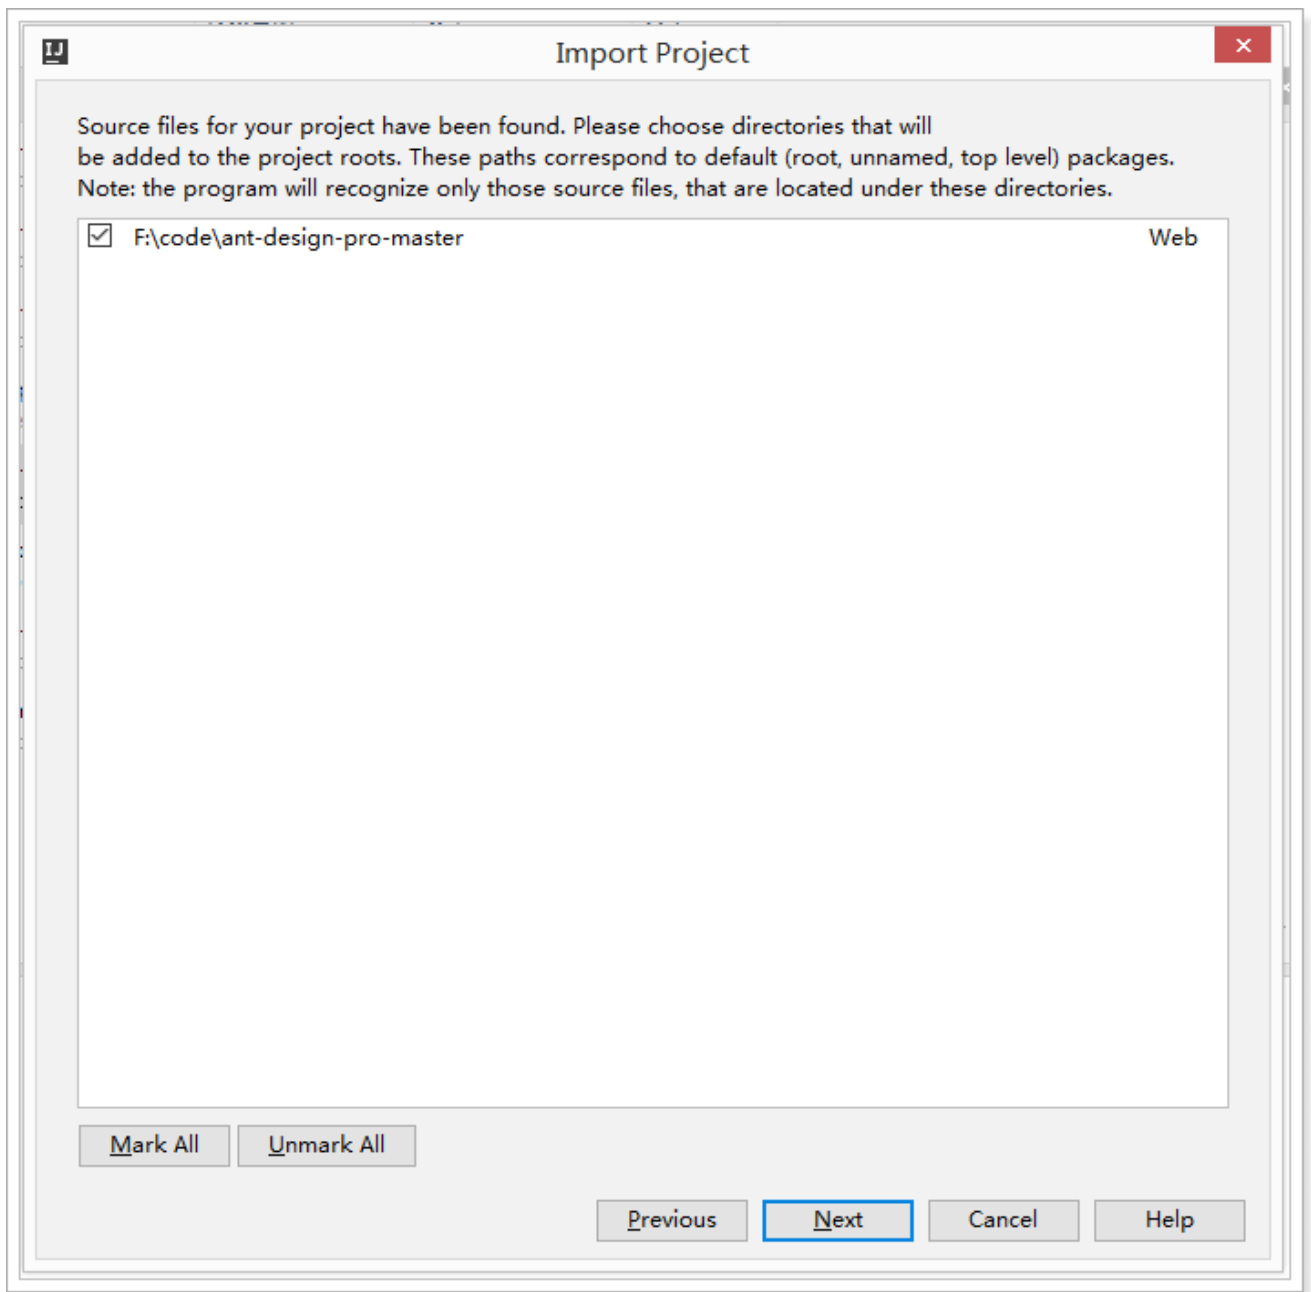 IJ
Import Project
Source files for your project have been found. Please choose directories that will
be added to the project roots. These paths correspond to default (root, unnamed, top level) packages.
Note: the program will recognize only those source files, that are located under these directories.
F:\code\ant-design-pro-master Web
Mark All Unmark All
Previous Next Cancel Help